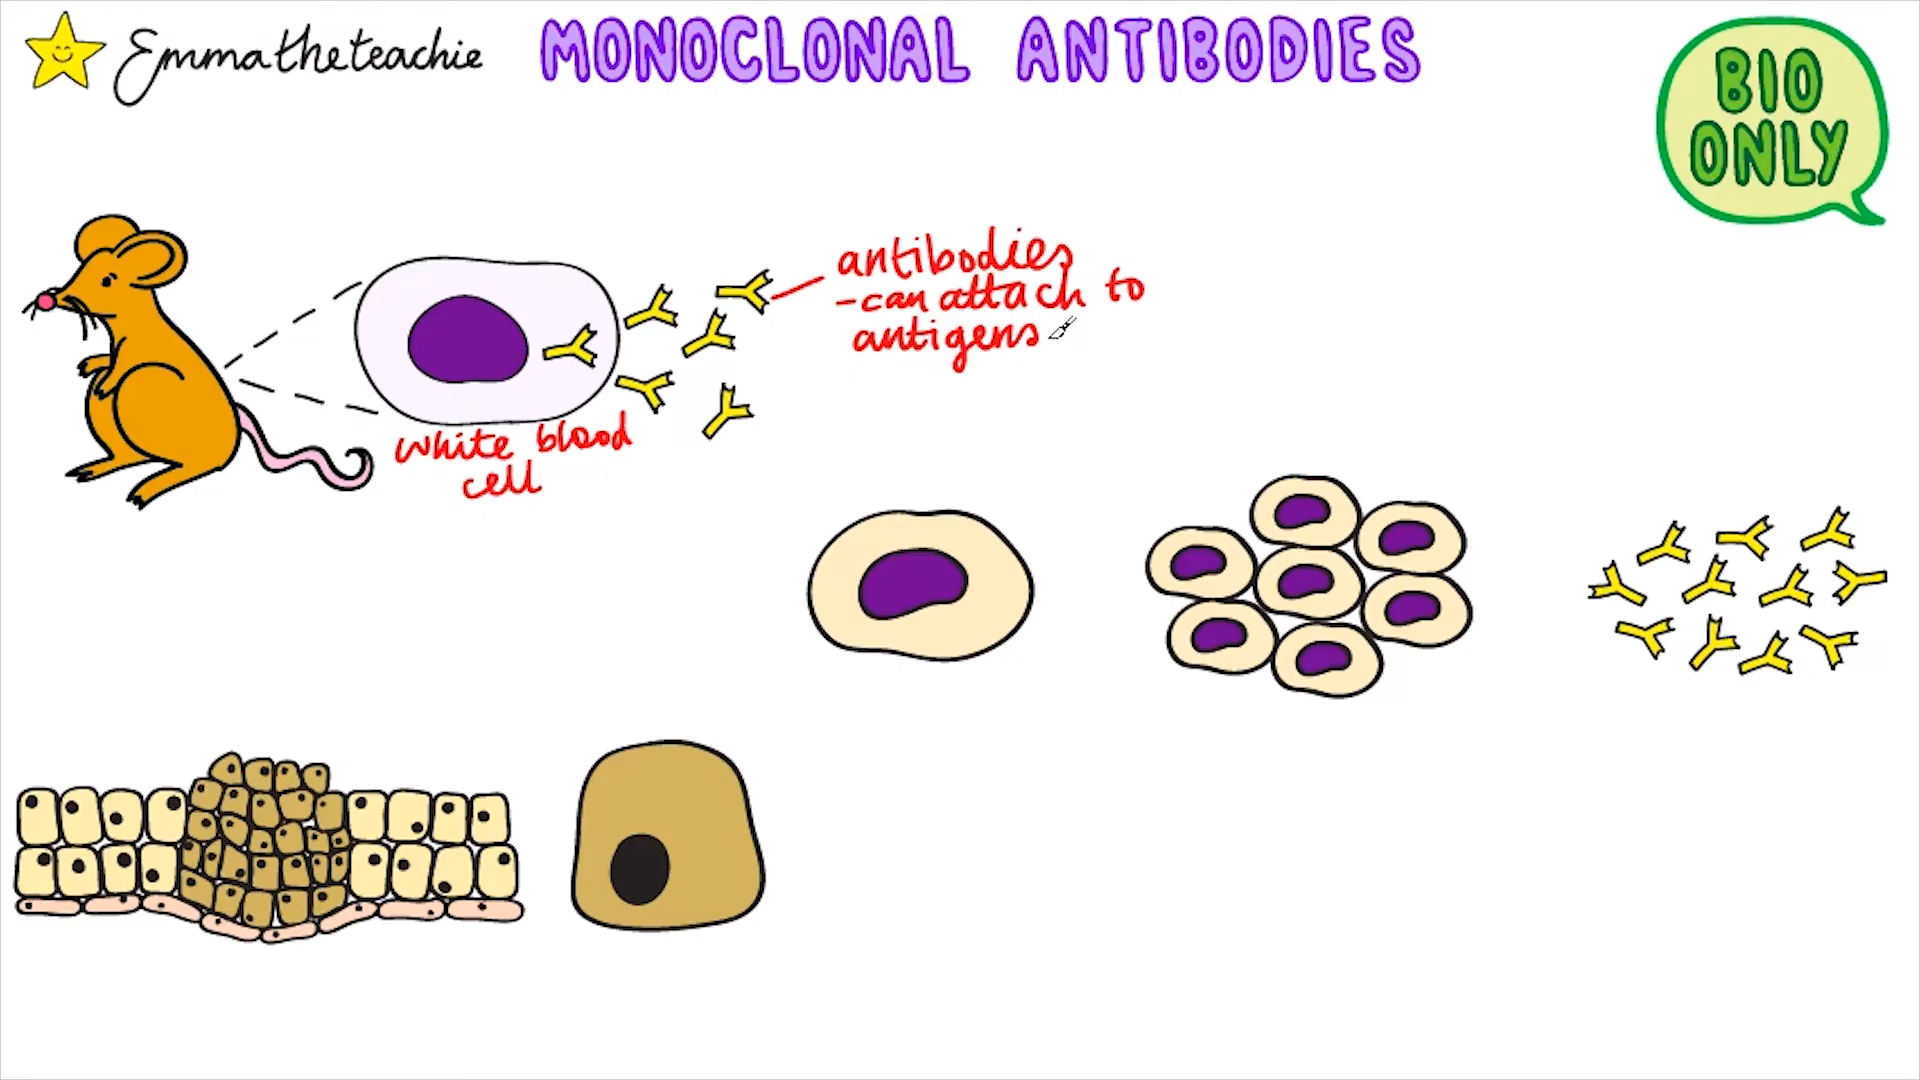 Emmatheteachie
MONOCLONAL ANTIBODIES
BIO
ONLY
antibodies
-can attach to
antigens
white blood
cell